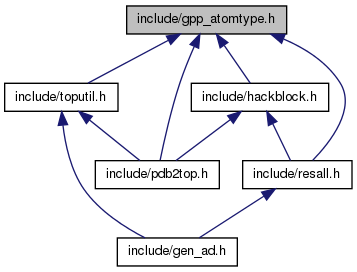 include/gpp_atomtype.h
include/toputil.h
include/hackblock.h
include/pdb2top.h
include/resall.h
include/gen_ad.h